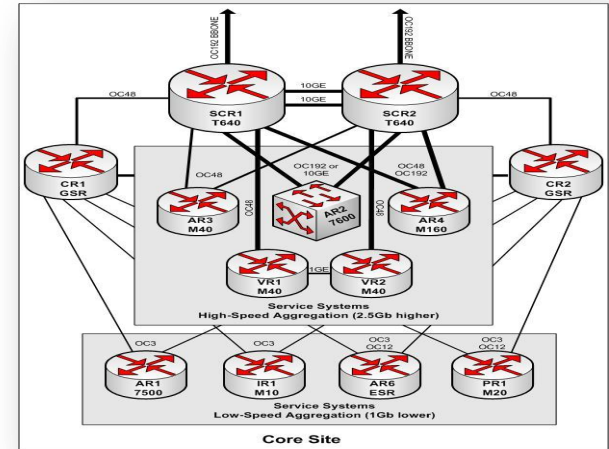 OC192 BBONE
OC192 BBONE
OC48
10GE
10GE
OC48
SCR1
T640
SCR2
T640
CR1
GSR
OC48
OC192 or
10GE
OC48
OC192
CR2
GSR
AR3
M40
OC48
AR2
7600
OC48
AR4
M160
VR1
M40
1GE
VR2
M40
Service Systems
High-Speed Aggregation (2.5Gb higher)
OC3
OC3
OC3
OC12
OC3
OC12
AR1
7500
IR1
M10
AR6
ESR
PR1
M20
Service Systems
Low-Speed Aggregation (1Gb lower)
Core Site